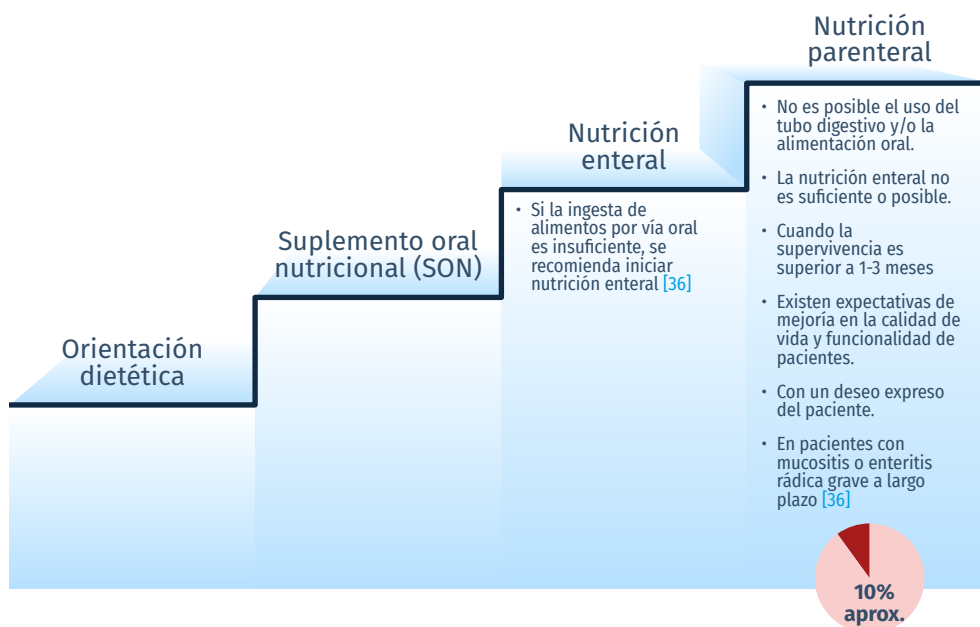 Orientación
dietética
Suplemento oral
nutricional (SON)
Nutrición
enteral
• Si la ingesta de
alimentos por vía oral
es insuficiente, se
recomienda iniciar
nutrición enteral [36]
Nutrición
parenteral
• No es posible el uso del
tubo digestivo y/o la
alimentación oral.
• La nutrición enteral no
es suficiente o posible.
• Cuando la
supervivencia es
superior a 1-3 meses
• Existen expectativas de
mejoría en la calidad de
vida y funcionalidad de
pacientes.
• Con un deseo expreso
del paciente.
• En pacientes con
mucositis o enteritis
rádica grave a largo
plazo [36]
10%
aprox.